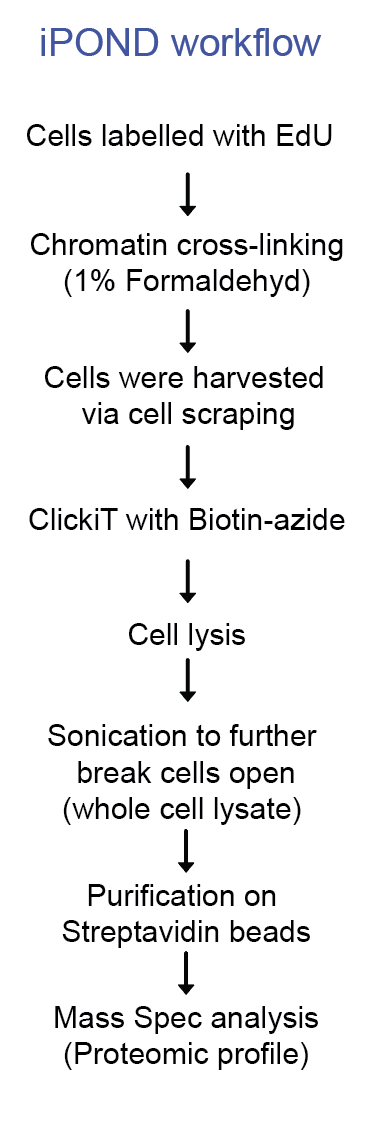 iPOND workflow
Cells labelled with EdU
Chromatin cross-linking
(1% Formaldehyd)
Cells were harvested
via cell scraping
ClickiT with Biotin-azide
Cell lysis
Sonication to further
break cells open
(whole cell lysate)
Purification on
Streptavidin beads
Mass Spec analysis
(Proteomic profile)